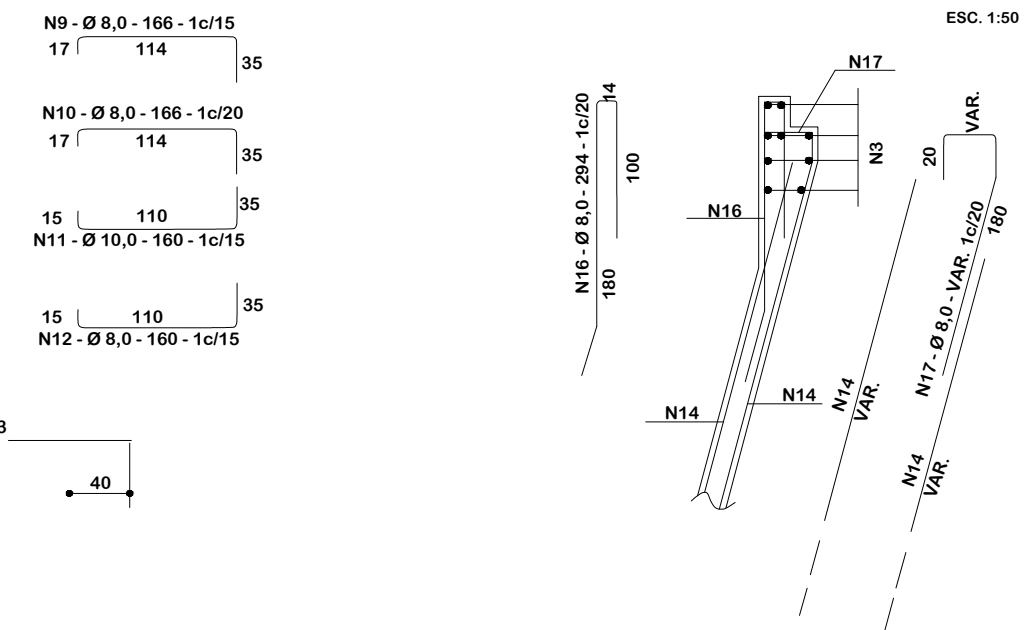 ESC. 1:50
N9 - Ø 8,0 - 166 - 1c/15
17
114
35
N10 - Ø 8,0 - 166 - 1c/20
17
114
35
15
110
35
N11 - Ø 10,0 - 160 - 1c/15
15
110
35
N12 - Ø 8,0 - 160 - 1c/15
3
40
N16 - Ø 8,0 - 294 - 1c/20
14
100
180
N17
N3
N16
N14
N14
VAR.
20
180
N17 - Ø 8,0 - VAR. 1c/20
N14
VAR.
N14
VAR.